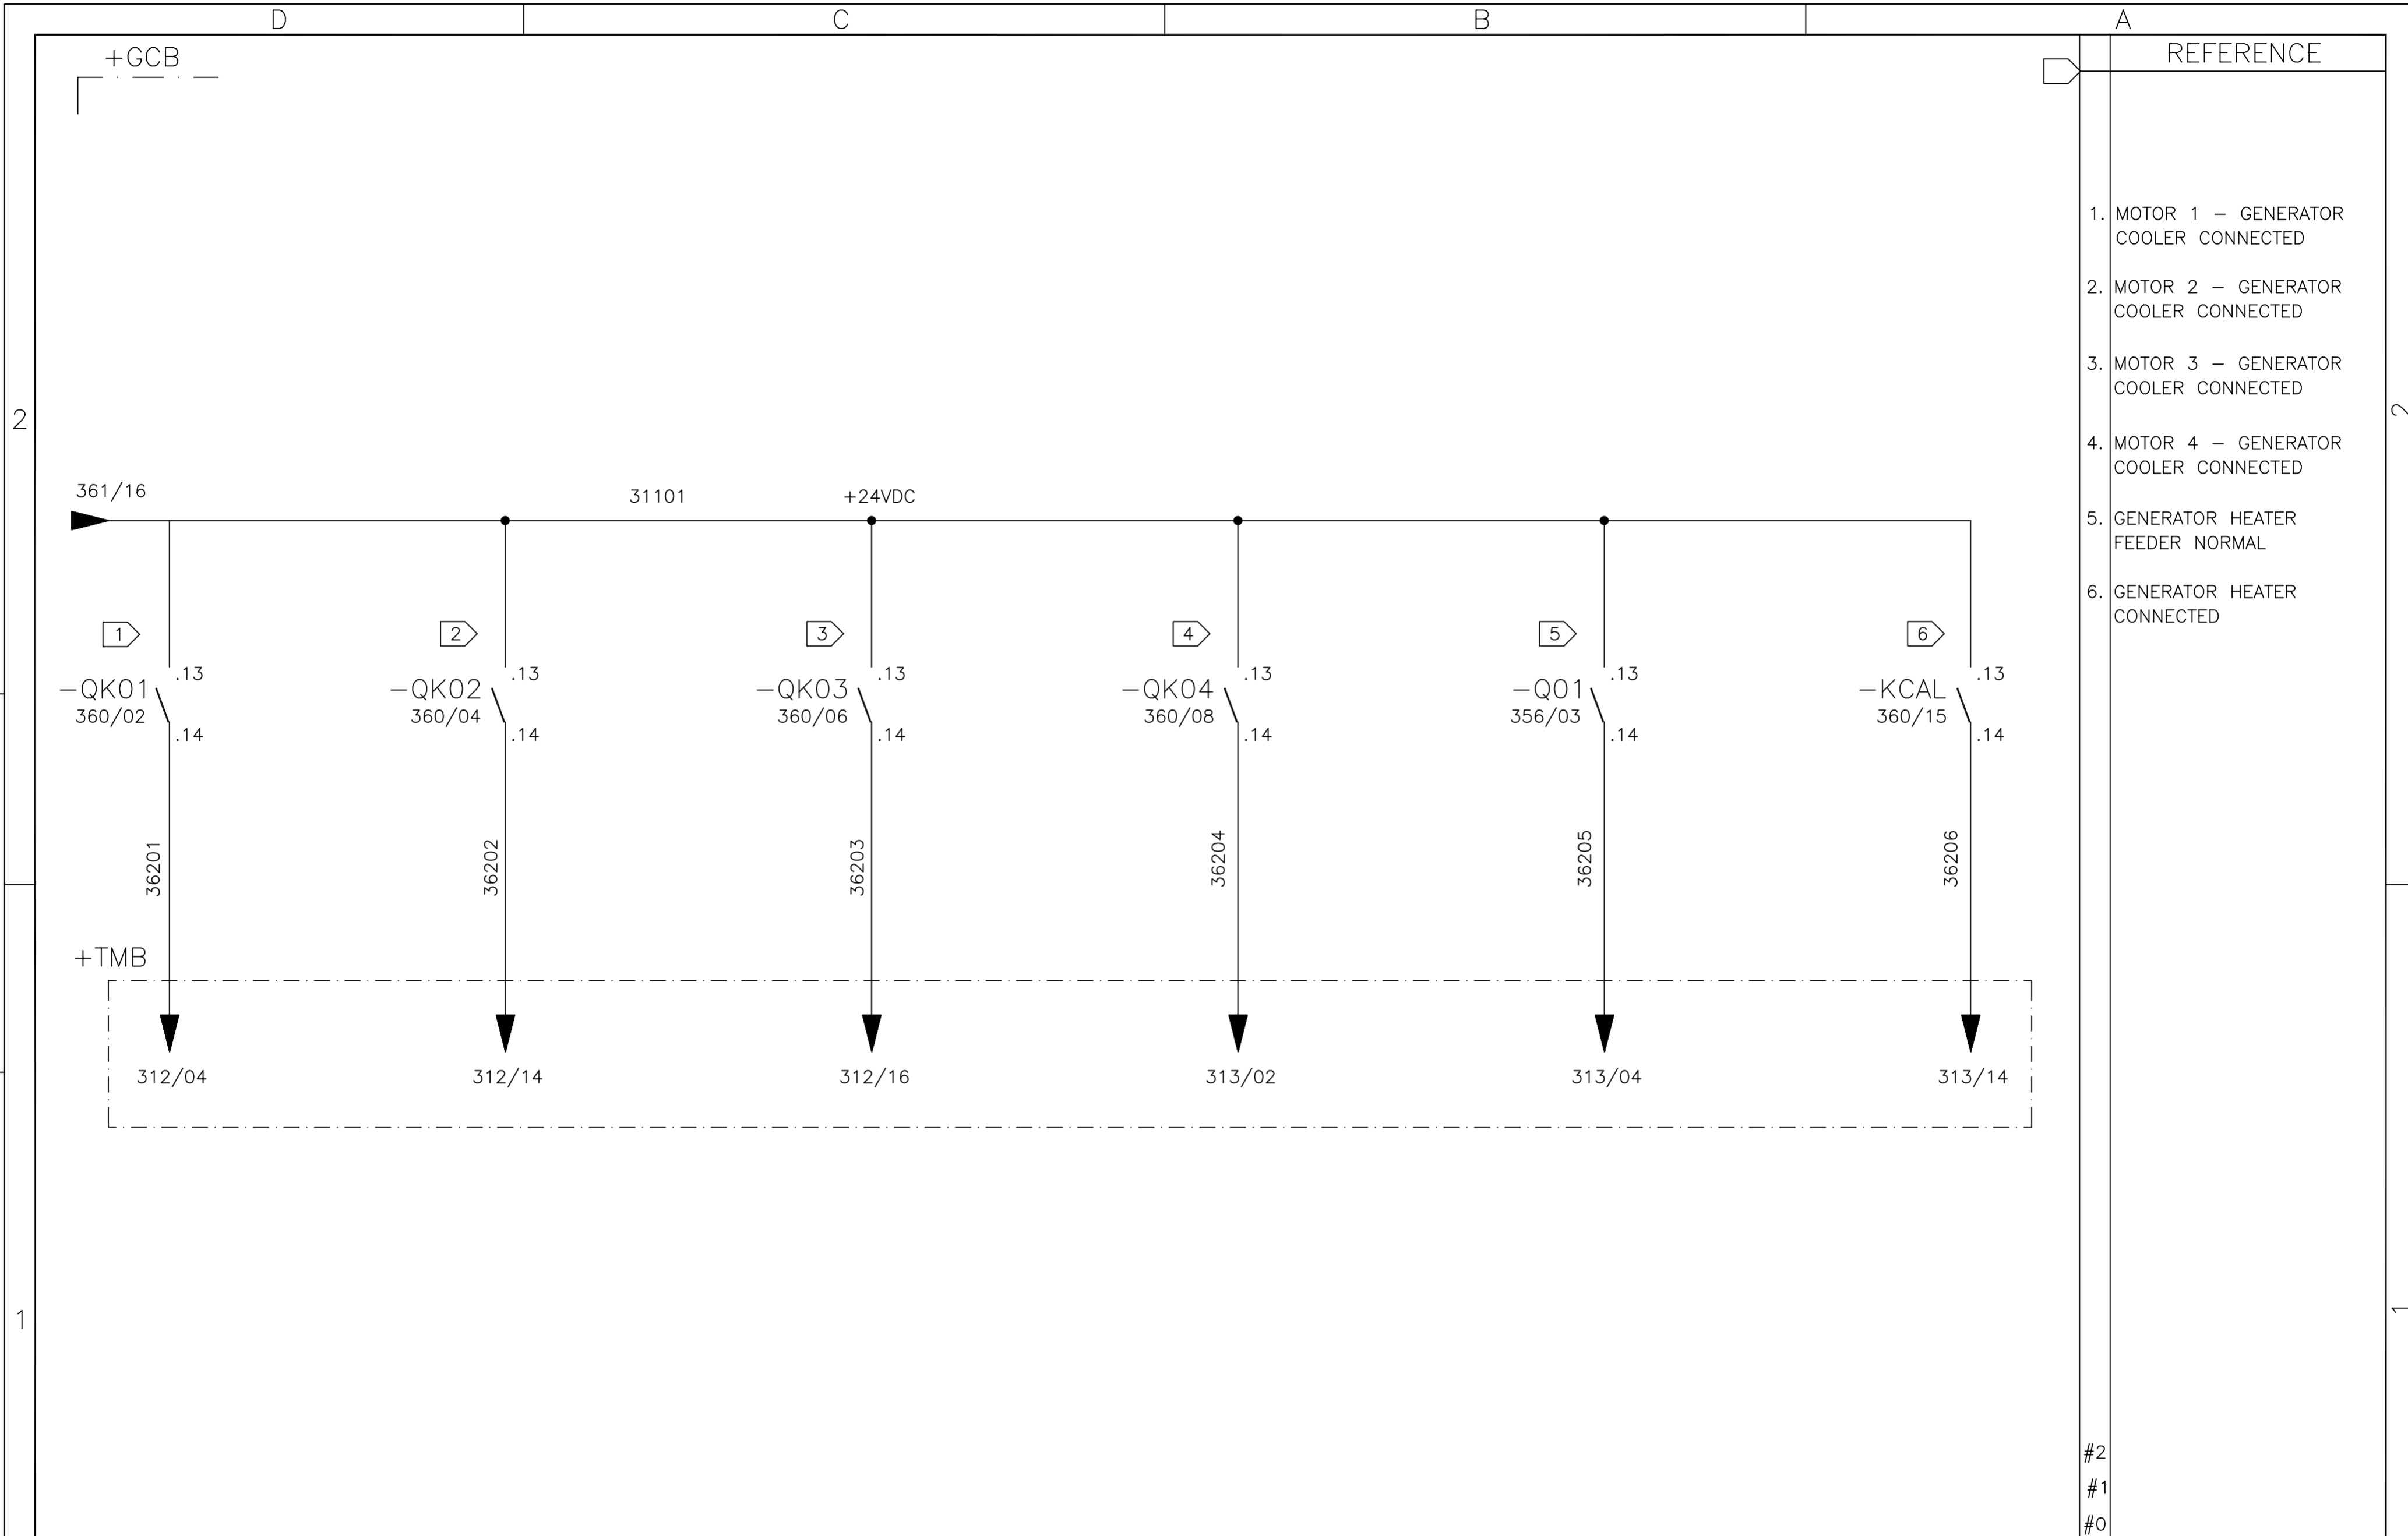 D C B A
+GCB
REFERENCE
1. MOTOR 1 – GENERATOR
COOLER CONNECTED
2. MOTOR 2 – GENERATOR
COOLER CONNECTED
3. MOTOR 3 – GENERATOR
COOLER CONNECTED
4. MOTOR 4 – GENERATOR
COOLER CONNECTED
5. GENERATOR HEATER
FEEDER NORMAL
6. GENERATOR HEATER
CONNECTED
2 2
361/16 31101 +24VDC
1 2 3 4 5 6
.13 .13 .13 .13 .13 .13
-QK01 -QK02 -QK03 -QK04 -Q01 -KCAL
360/02 360/04 360/06 360/08 356/03 360/15
.14 .14 .14 .14 .14 .14
36201 36202 36203 36204 36205 36206
+TMB
312/04 312/14 312/16 313/02 313/04 313/14
1 1
#2
#1
#0